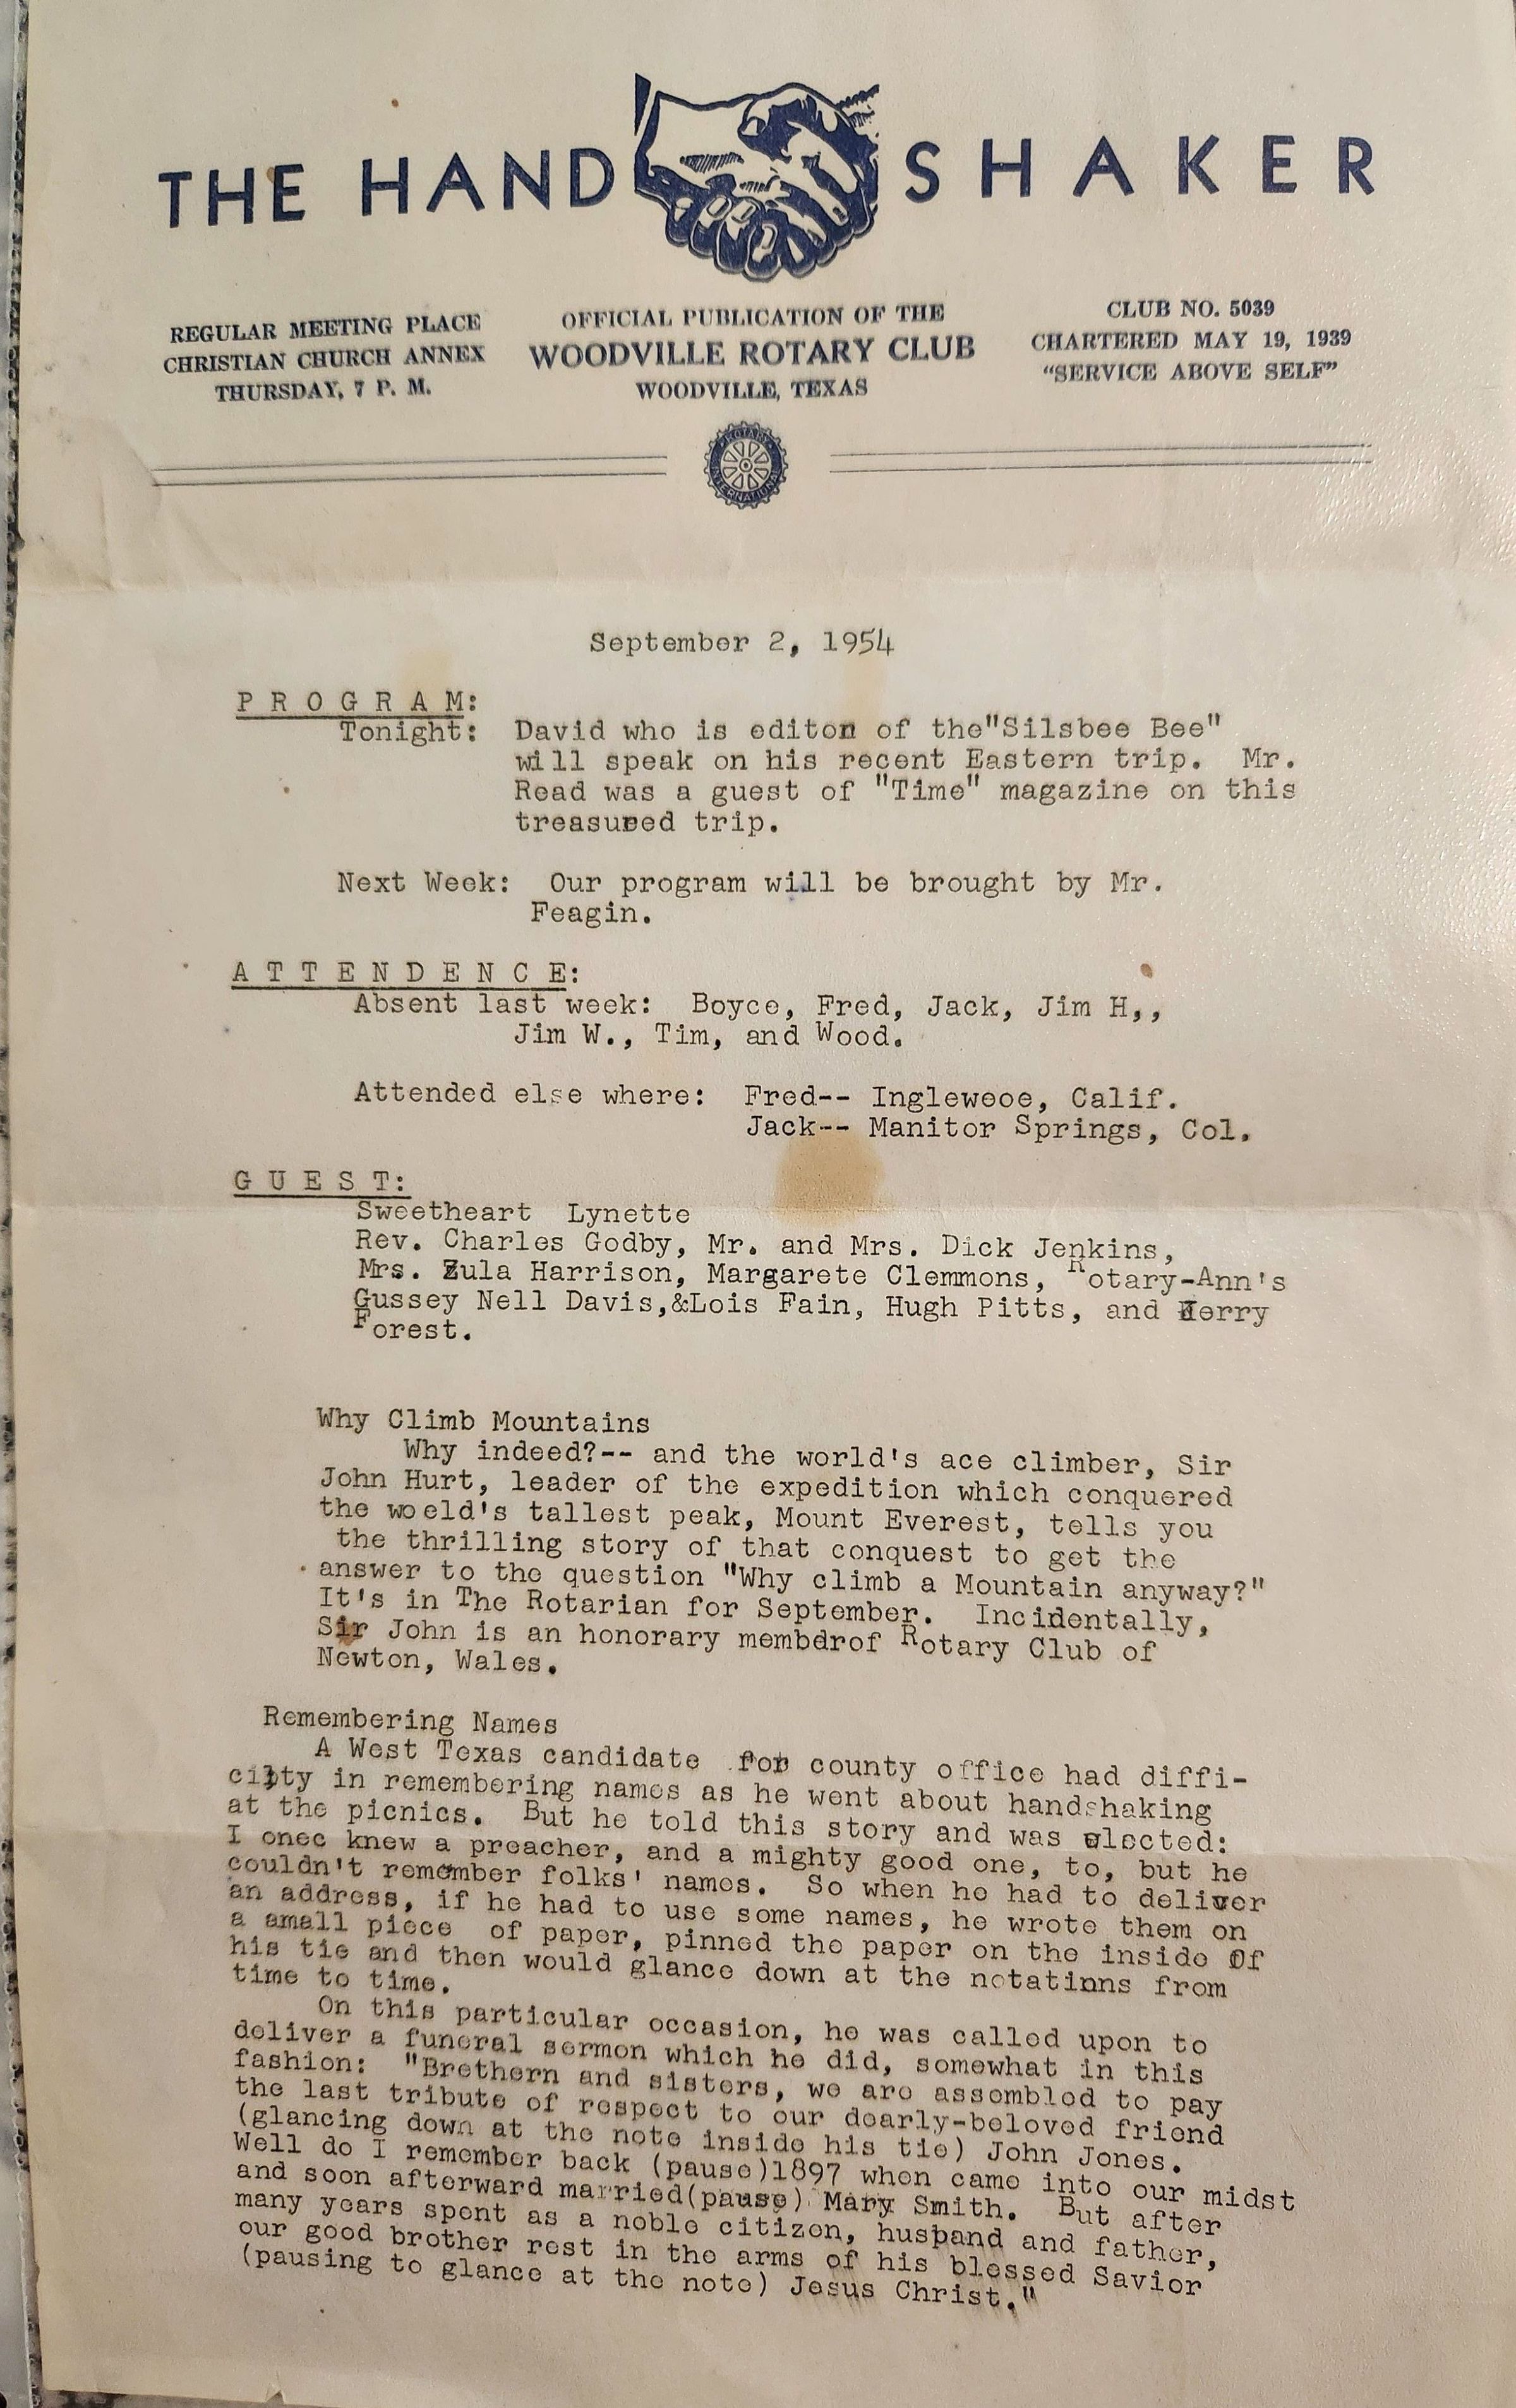 THE HAND SHAKER
REGULAR MEETING PLACE
CHRISTIAN CHURCH ANNEX
THURSDAY, 7 P. M.
OFFICIAL PUBLICATION OF THE
WOODVILLE ROTARY CLUB
WOODVILLE, TEXAS
CLUB NO. 5039
CHARTERED MAY 19, 1939
"SERVICE ABOVE SELF"
ROTARY
INTERNATIONAL
September 2, 1954
P R O G R A M:
Tonight: David who is editon of the"Silsbee Bee"
will speak on his recent Eastern trip. Mr.
Read was a guest of "Time" magazine on this
treasured trip.
Next Week: Our program will be brought by Mr.
Feagin.
A T T E N D E N C E:
Absent last week: Boyce, Fred, Jack, Jim H,,
Jim W., Tim, and Wood.
Attended else where: Fred-- Inglewooe, Calif.
Jack-- Manitor Springs, Col.
G U E S T:
Sweetheart Lynette
Rev. Charles Godby, Mr. and Mrs. Dick Jenkins,
Mrs. Zula Harrison, Margarete Clemmons, Rotary-Ann's
Gussey Nell Davis,&Lois Fain, Hugh Pitts, and Jerry
Forest.
Why Climb Mountains
Why indeed?-- and the world's ace climber, Sir
John Hurt, leader of the expedition which conquered
the woeld's tallest peak, Mount Everest, tells you
the thrilling story of that conquest to get the
answer to the question "Why climb a Mountain anyway?"
It's in The Rotarian for September. Incidentally,
Sir John is an honorary memberof Rotary Club of
Newton, Wales.
Remembering Names
A West Texas candidate for county office had diffi-
cilty in remembering names as he went about handshaking
at the picnics. But he told this story and was elected:
I onec knew a preacher, and a mighty good one, to, but he
couldn't remember folks' names. So when he had to deliver
an address, if he had to use some names, he wrote them on
a amall piece of paper, pinned the paper on the inside Of
his tie and then would glance down at the notatinns from
time to time.
On this particular occasion, he was called upon to
deliver a funeral sermon which he did, somewhat in this
fashion: "Brethern and sisters, we are assembled to pay
the last tribute of respect to our dearly-beloved friend
(glancing down at the note inside his tie) John Jones.
Well do I remember back (pause)1897 when came into our midst
and soon afterward married(pause) Mary Smith. But after
many years spent as a noble citizen, husband and father,
our good brother rest in the arms of his blessed Savior
(pausing to glance at the note) Jesus Christ."